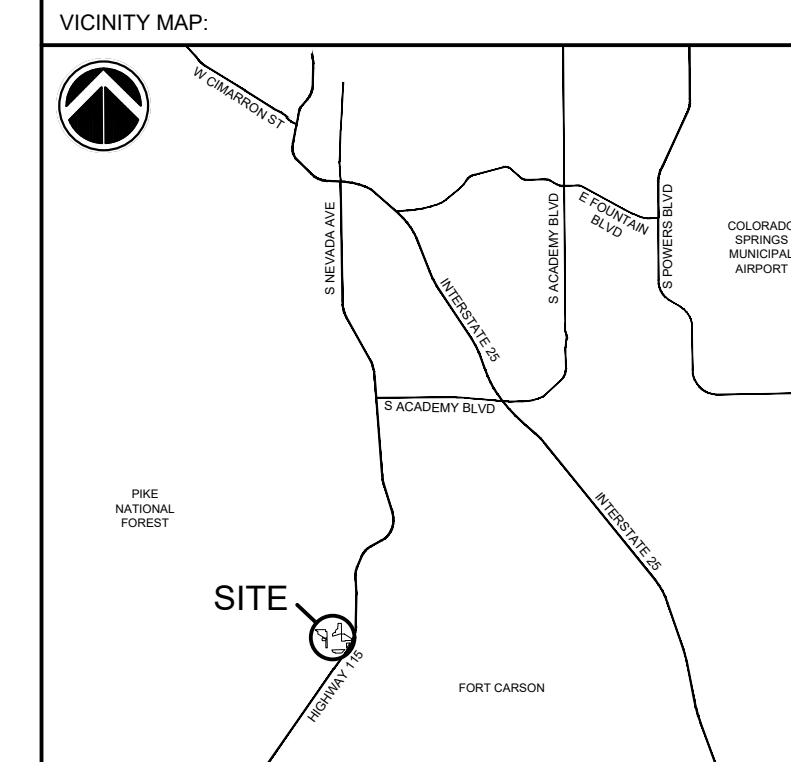 VICINITY MAP:
W CIMARRON ST
S NEVADA AVE
INTERSTATE 25
S ACADEMY BLVD
E FOUNTAIN
BLVD
S POWERS BLVD
COLORADO
SPRINGS
MUNICIPAL
AIRPORT
S ACADEMY BLVD
PIKE
NATIONAL
FOREST
INTERSTATE 25
SITE
HIGHWAY 115
FORT CARSON